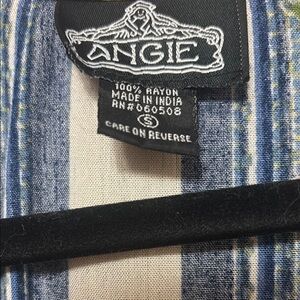 ANGIE
100% RAYON
MADE IN INDIA
RN#060508
S
CARE ON REVERSE